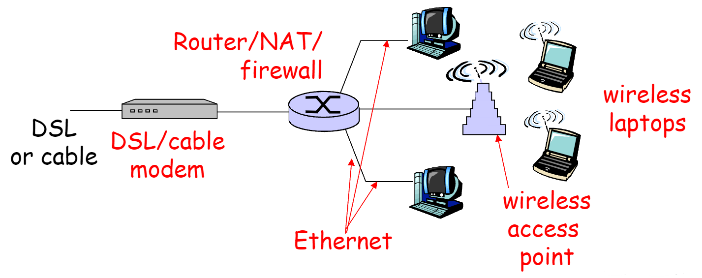 Router/NAT/
firewall
DSL
or cable
DSL/cable
modem
Ethernet
wireless
laptops
wireless
access
point